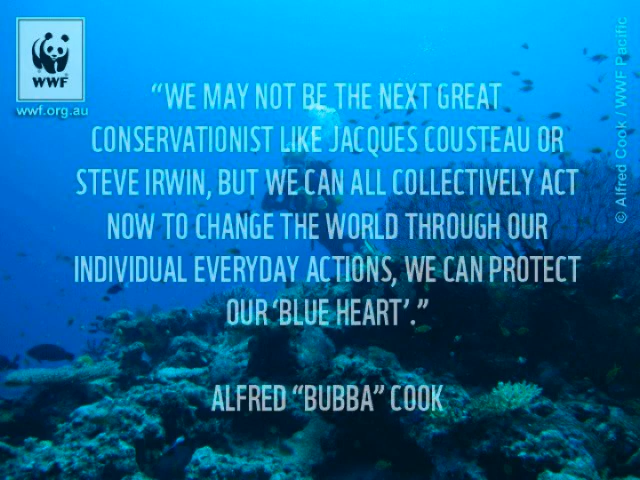 WWF
wwf.org.au
© Alfred Cook / WWF Pacific
“WE MAY NOT BE THE NEXT GREAT
CONSERVATIONIST LIKE JACQUES COUSTEAU OR
STEVE IRWIN, BUT WE CAN ALL COLLECTIVELY ACT
NOW TO CHANGE THE WORLD THROUGH OUR
INDIVIDUAL EVERYDAY ACTIONS, WE CAN PROTECT
OUR ‘BLUE HEART’.”
ALFRED “BUBBA” COOK